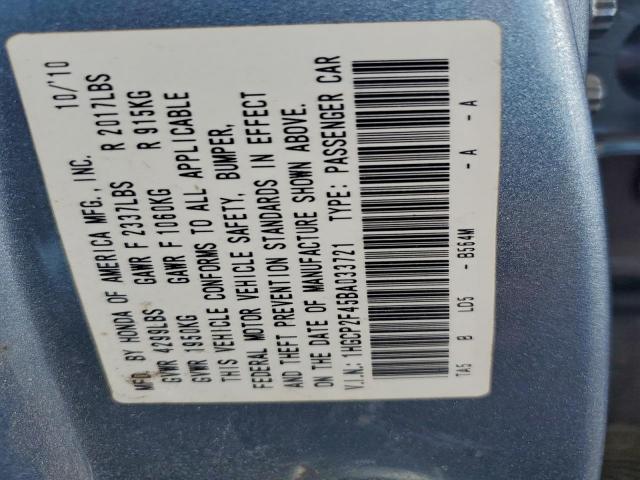 MFD. BY HONDA OF AMERICA MFG., INC. 10/'10
GVWR 4299LBS GAWR F 2337LBS R 2017LBS
GVWR 1950KG GAWR F 1060KG R 915KG
THIS VEHICLE CONFORMS TO ALL APPLICABLE
FEDERAL MOTOR VEHICLE SAFETY, BUMPER,
AND THEFT PREVENTION STANDARDS IN EFFECT
ON THE DATE OF MANUFACTURE SHOWN ABOVE.
V.I.N.: 1HGCP2F45BA033721 TYPE: PASSENGER CAR
TA5 B LD5 - B564M - A - A